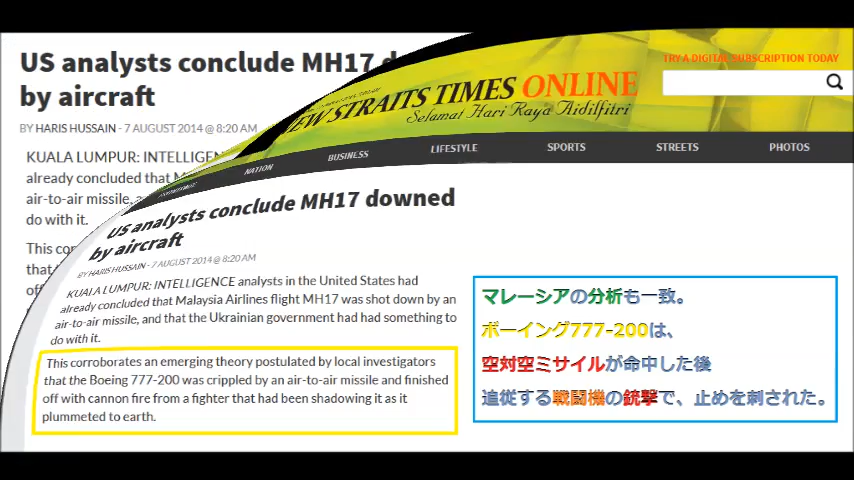 US analysts conclude MH17 d
by aircraft
BY HARIS HUSSAIN - 7 AUGUST 2014 @ 8:20 AM
KUALA LUMPUR: INTELLIGEN
already concluded that M
air-to-air missile, a
do with it.
This cor
that
of
TRY A DIGITAL SUBSCRIPTION TODAY
NEW STRAITS TIMES ONLINE
Selamat Hari Raya Aidilfitri
NATION
BUSINESS
LIFESTYLE
SPORTS
STREETS
PHOTOS
US analysts conclude MH17 downed
by aircraft
BY HARIS HUSSAIN - 7 AUGUST 2014 @ 8:20 AM
KUALA LUMPUR: INTELLIGENCE analysts in the United States had
already concluded that Malaysia Airlines flight MH17 was shot down by an
air-to-air missile, and that the Ukrainian government had had something to
do with it.
This corroborates an emerging theory postulated by local investigators
that the Boeing 777-200 was crippled by an air-to-air missile and finished
off with cannon fire from a fighter that had been shadowing it as it
plummeted to earth.
マレーシアの分析も一致。
ボーイング777-200は、
空対空ミサイルが命中した後
追従する戦闘機の銃撃で、止めを刺された。